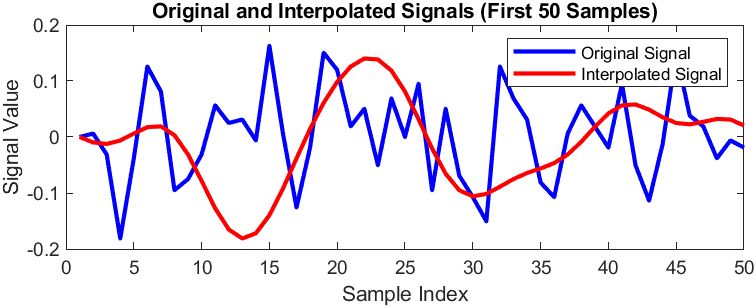 Original and Interpolated Signals (First 50 Samples)
0.2
0.1
0
-0.1
-0.2
Signal Value
Original Signal
Interpolated Signal
0 5 10 15 20 25 30 35 40 45 50
Sample Index